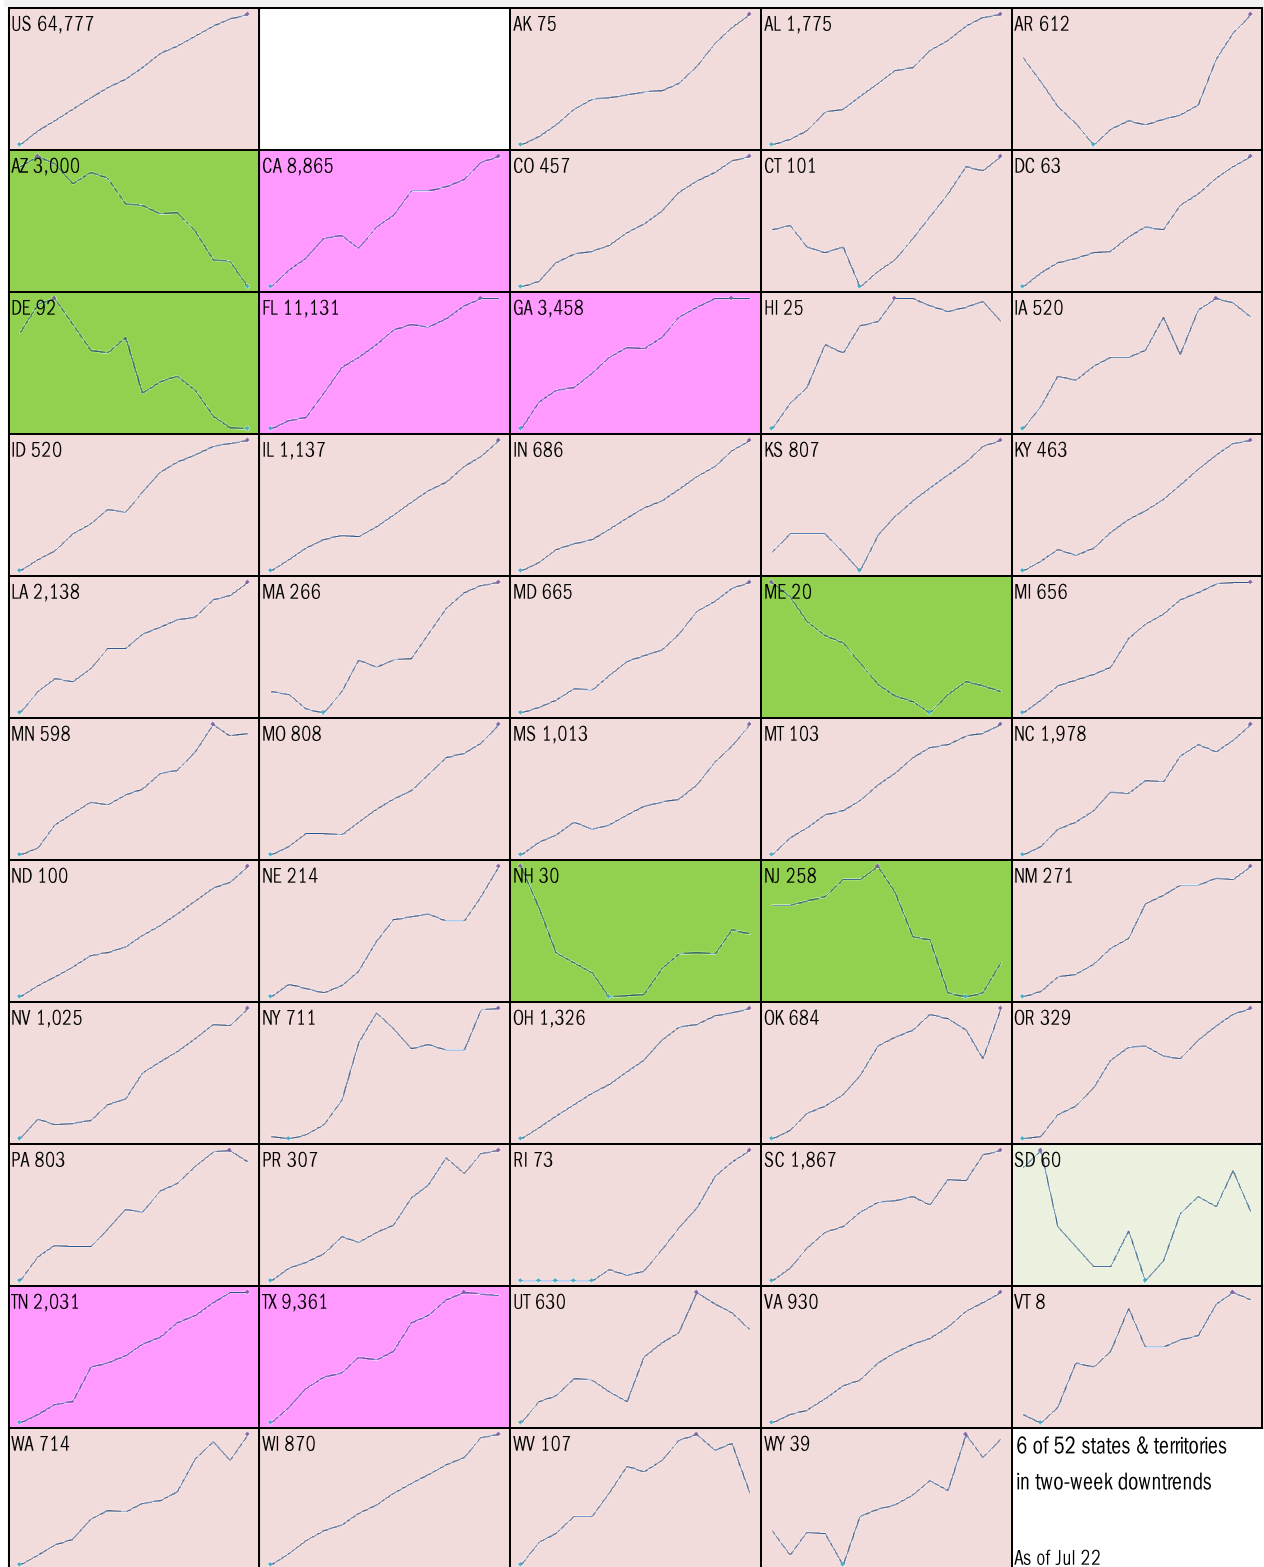 US 64,777
AK 75
AL 1,775
AR 612
AZ 3,000
CA 8,865
CO 457
CT 101
DC 63
DE 92
FL 11,131
GA 3,458
HI 25
IA 520
ID 520
IL 1,137
IN 686
KS 807
KY 463
LA 2,138
MA 266
MD 665
ME 20
MI 656
MN 598
MO 808
MS 1,013
MT 103
NC 1,978
ND 100
NE 214
NH 30
NJ 258
NM 271
NV 1,025
NY 711
OH 1,326
OK 684
OR 329
PA 803
PR 307
RI 73
SC 1,867
SD 60
TN 2,031
TX 9,361
UT 630
VA 930
VT 8
WA 714
WI 870
WV 107
WY 39
6 of 52 states & territories
in two-week downtrends
As of Jul 22